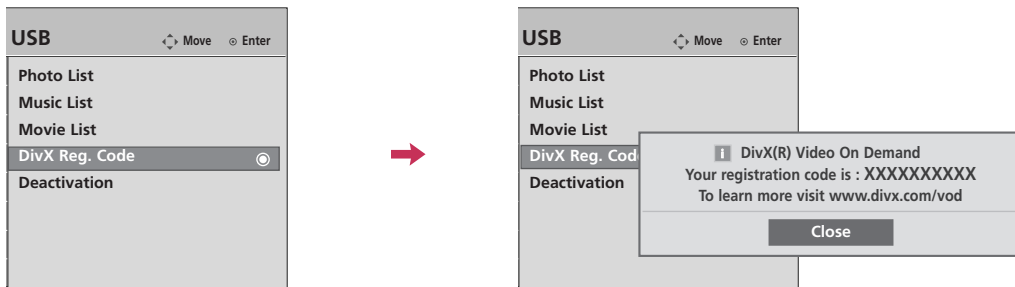 USB Move Enter
Photo List
Music List
Movie List
DivX Reg. Code
Deactivation
USB Move Enter
Photo List
Music List
Movie List
DivX Reg. Cod
Deactivation
i DivX(R) Video On Demand
Your registration code is : XXXXXXXXXX
To learn more visit www.divx.com/vod
Close